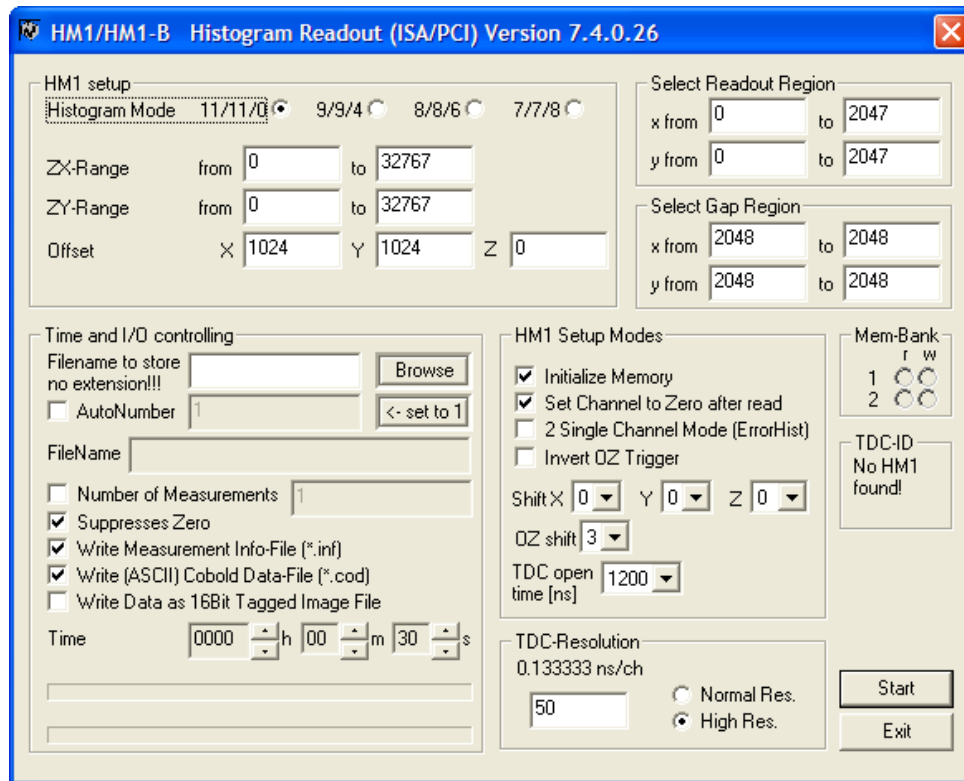 HM1/HM1-B Histogram Readout (ISA/PCI) Version 7.4.0.26
HM1 setup
Histogram Mode 11/11/0 9/9/4 8/8/6 7/7/8
ZX-Range from 0 to 32767
ZY-Range from 0 to 32767
Offset X 1024 Y 1024 Z 0
Select Readout Region
x from 0 to 2047
y from 0 to 2047
Select Gap Region
x from 2048 to 2048
y from 2048 to 2048
Time and I/O controlling
Filename to store
no extension!!!
Browse
AutoNumber 1 <- set to 1
FileName
Number of Measurements 1
Suppresses Zero
Write Measurement Info-File (*.inf)
Write (ASCII) Cobold Data-File (*.cod)
Write Data as 16Bit Tagged Image File
Time 0000 h 00 m 30 s
HM1 Setup Modes
Initialize Memory
Set Channel to Zero after read
2 Single Channel Mode (ErrorHist)
Invert OZ Trigger
Shift X 0 Y 0 Z 0
OZ shift 3
TDC open
time [ns] 1200
Mem-Bank
r w
1
2
TDC-ID
No HM1
found!
TDC-Resolution
0.133333 ns/ch
50
Normal Res.
High Res.
Start
Exit